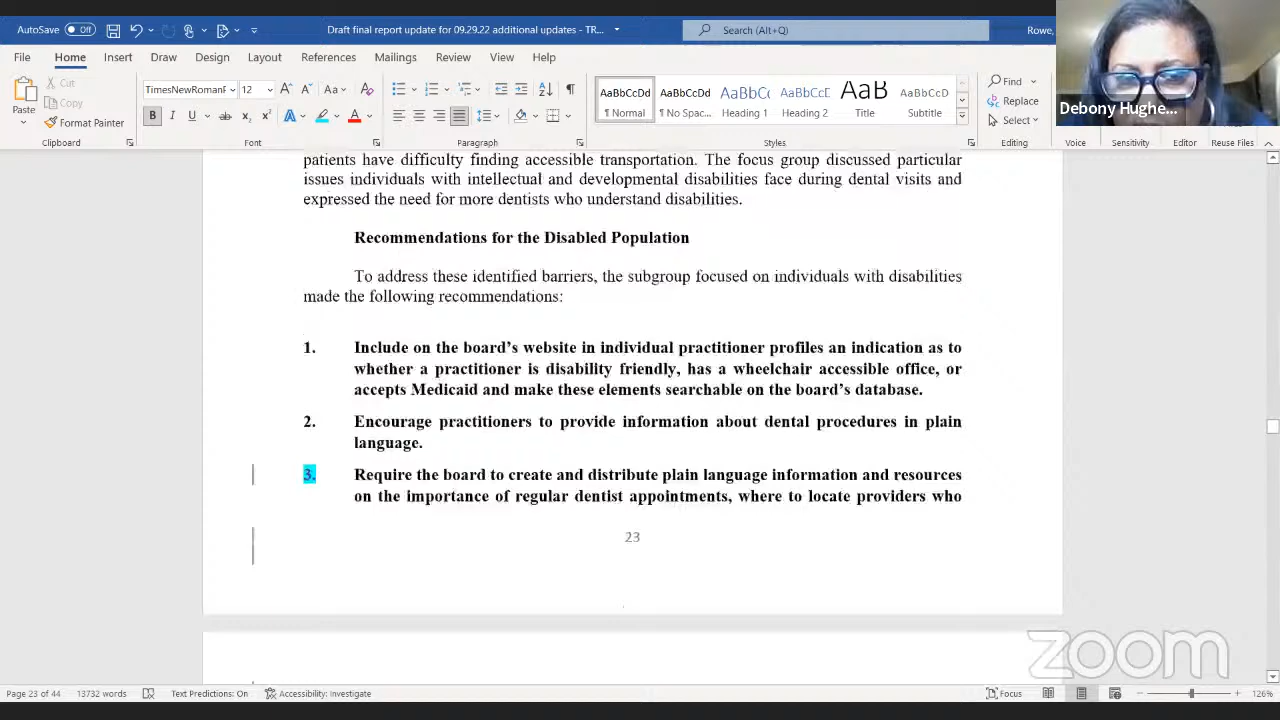 AutoSave Off Draft final report update for 09.29.22 additional updates - TR... Search (Alt+Q) Rowe,
File Home Insert Draw Design Layout References Mailings Review View Help
Paste Cut Copy Format Painter
TimesNewRomanF 12 Aa
AaBbCcDd AaBbCcDd AaBbC( AaBbCcE AaBb AaBbCcD
¶ Normal ¶ No Spac... Heading 1 Heading 2 Title Subtitle
Find Replace Select
Debony Hughe...
Clipboard Font Paragraph Styles Editing Voice Sensitivity Editor Reuse Files
patients have difficulty finding accessible transportation. The focus group discussed particular
issues individuals with intellectual and developmental disabilities face during dental visits and
expressed the need for more dentists who understand disabilities.
Recommendations for the Disabled Population
To address these identified barriers, the subgroup focused on individuals with disabilities
made the following recommendations:
1. Include on the board's website in individual practitioner profiles an indication as to
whether a practitioner is disability friendly, has a wheelchair accessible office, or
accepts Medicaid and make these elements searchable on the board's database.
2. Encourage practitioners to provide information about dental procedures in plain
language.
3. Require the board to create and distribute plain language information and resources
on the importance of regular dentist appointments, where to locate providers who
23
zoom
Page 23 of 44 13732 words Text Predictions: On Accessibility: Investigate Focus 126%